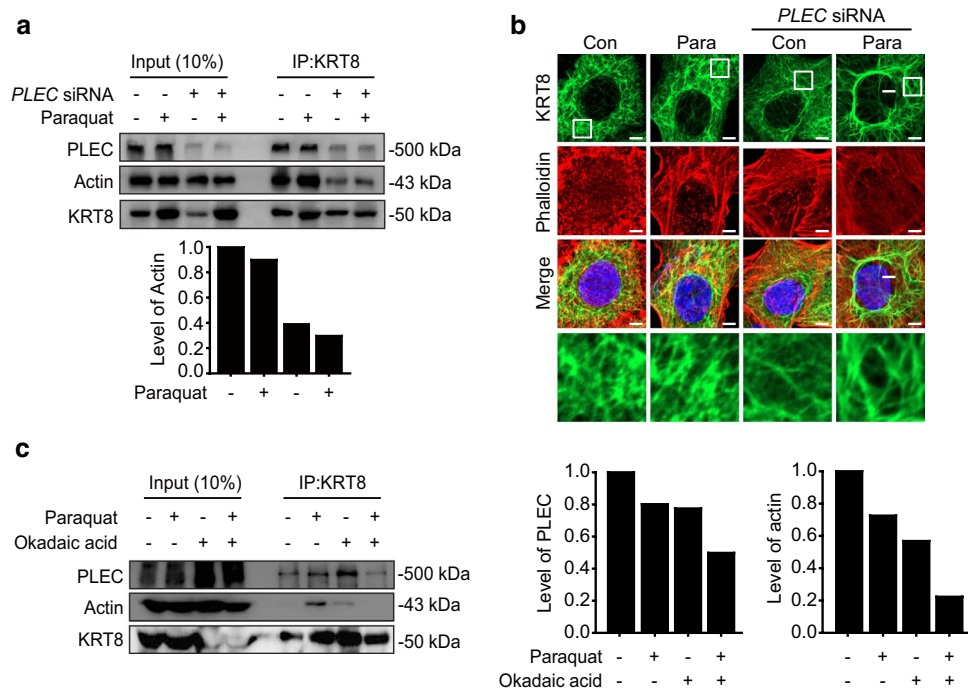 a
Input (10%) IP:KRT8
PLEC siRNA - - + + - - + +
Paraquat - + - + - + - +
PLEC -500 kDa
Actin -43 kDa
KRT8 -50 kDa
Level of Actin
1.0
0.8
0.6
0.4
0.2
0.0
Paraquat - + - +
b
PLEC siRNA
Con Para Con Para
KRT8
Phalloidin
Merge
c
Input (10%) IP:KRT8
Paraquat - + - + - + - +
Okadaic acid - - + + - - + +
PLEC -500 kDa
Actin -43 kDa
KRT8 -50 kDa
Level of PLEC
1.0
0.8
0.6
0.4
0.2
0.0
Paraquat - + - +
Okadaic acid - - + +
Level of actin
1.0
0.8
0.6
0.4
0.2
0.0
- + - +
- - + +